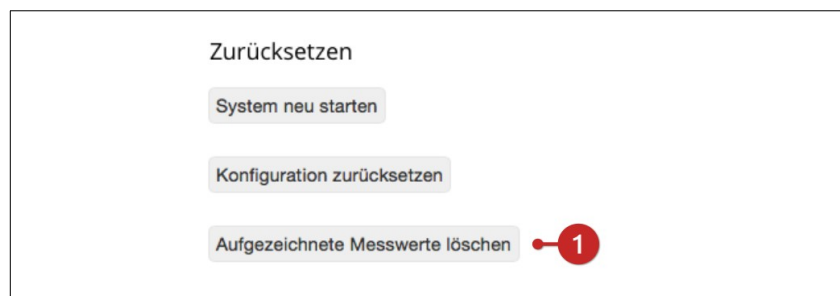 Zurücksetzen
System neu starten
Konfiguration zurücksetzen
Aufgezeichnete Messwerte löschen 1